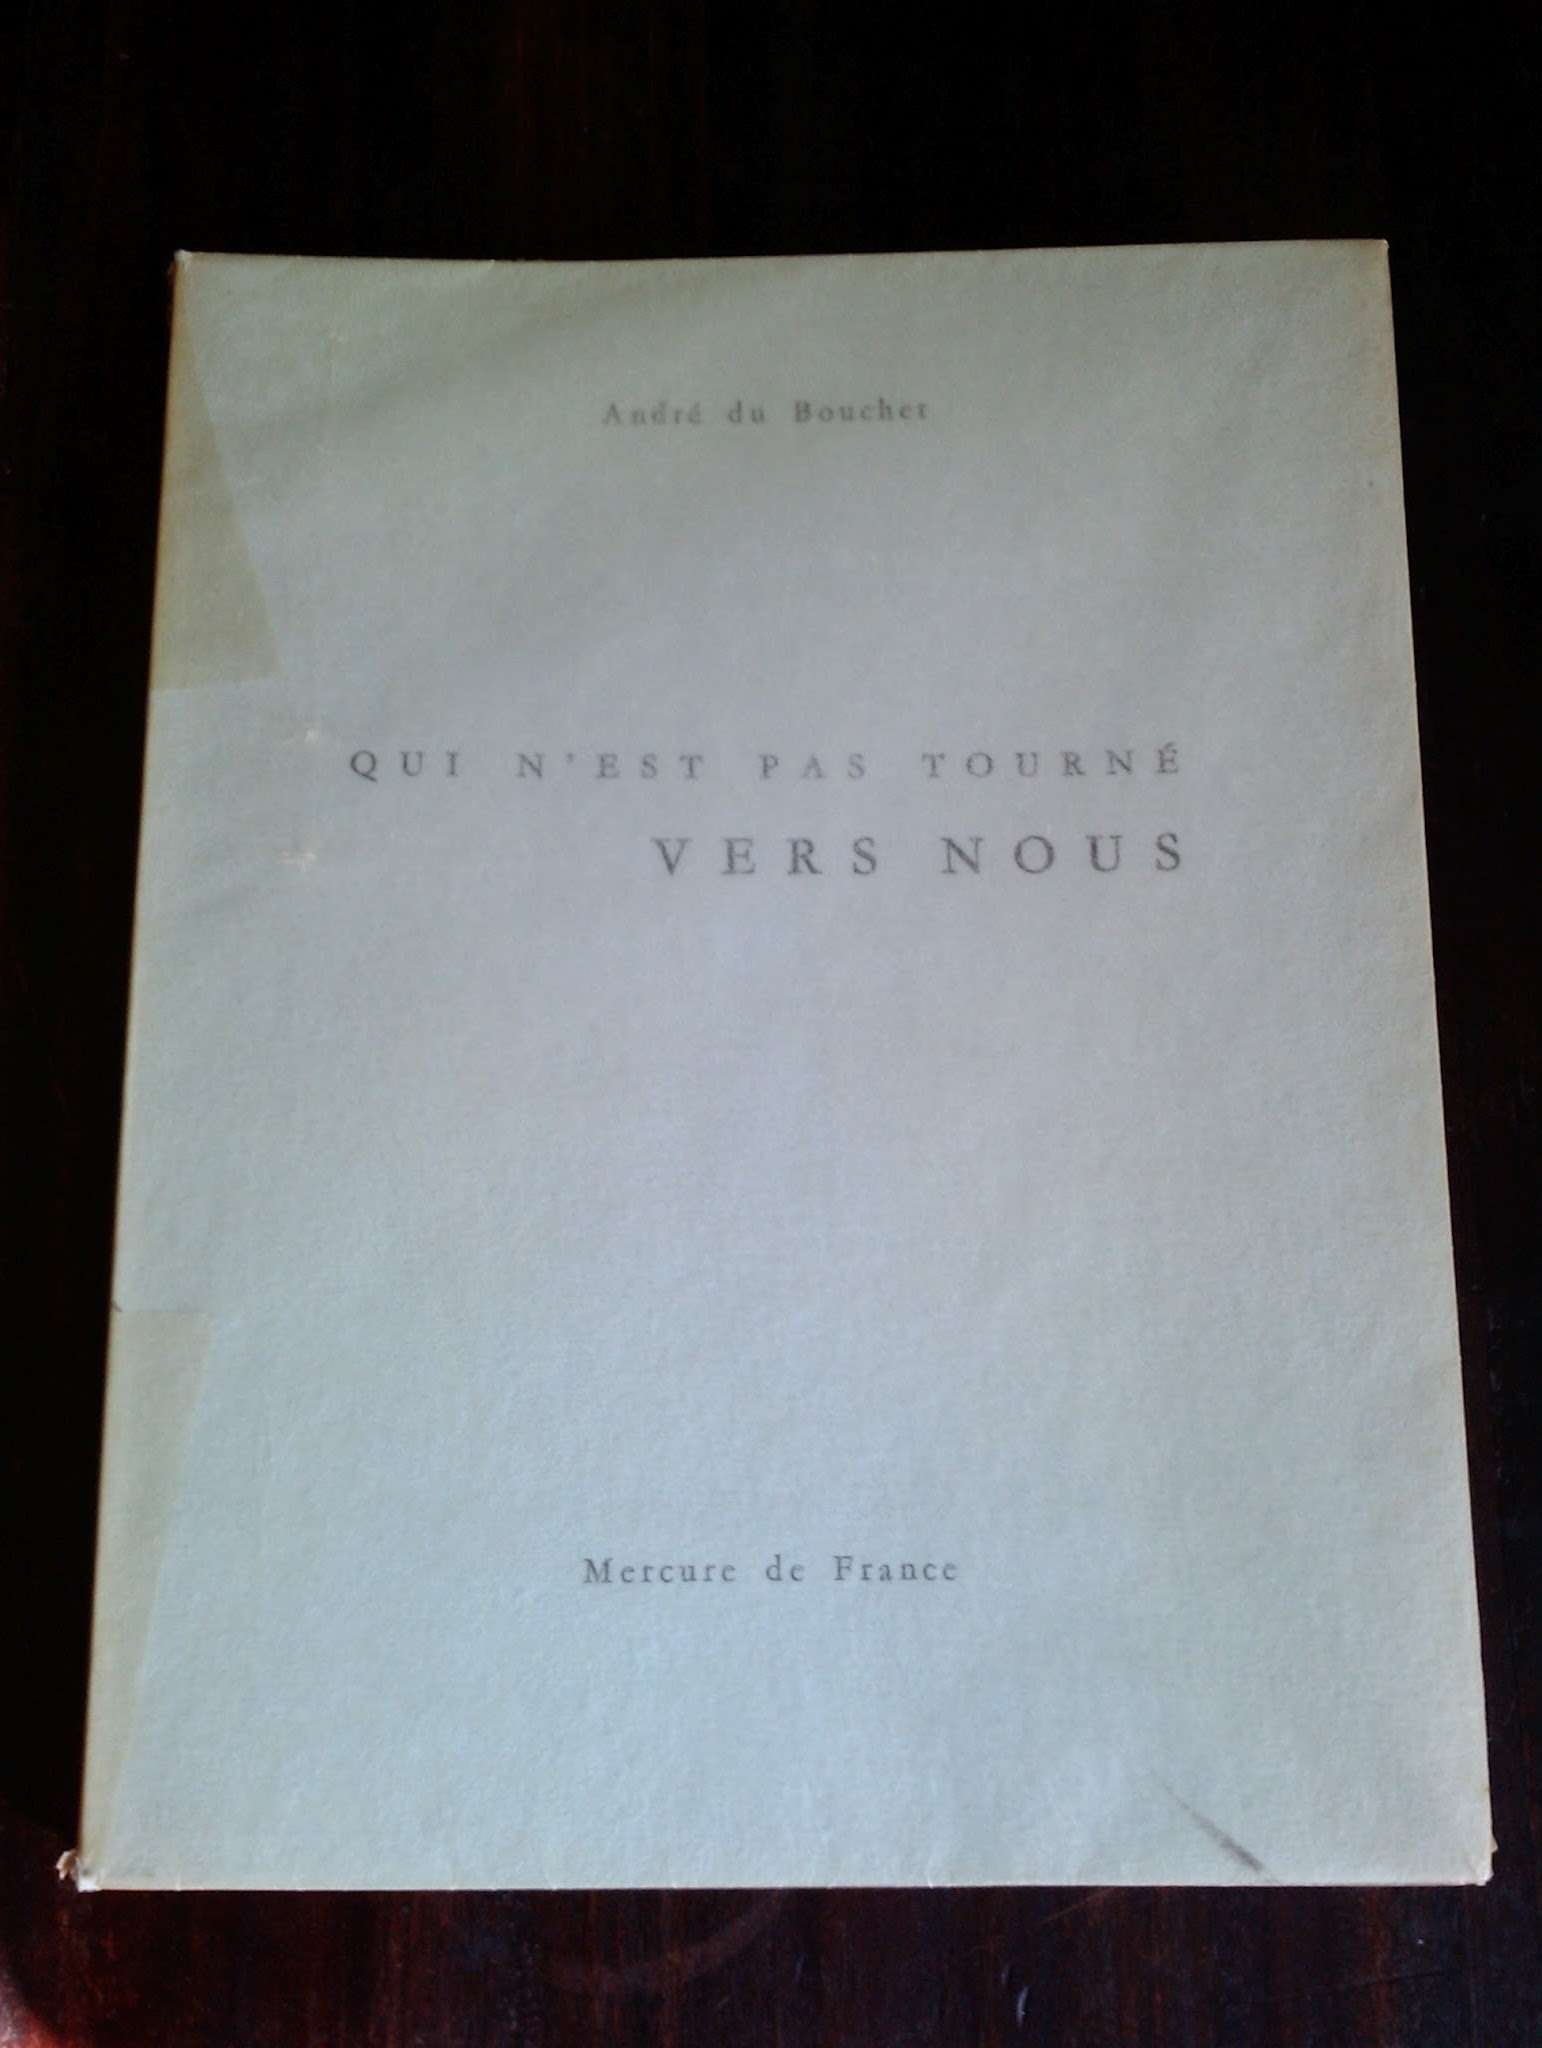 André du Bouchet
QUI N'EST PAS TOURNÉ
VERS NOUS
Mercure de France